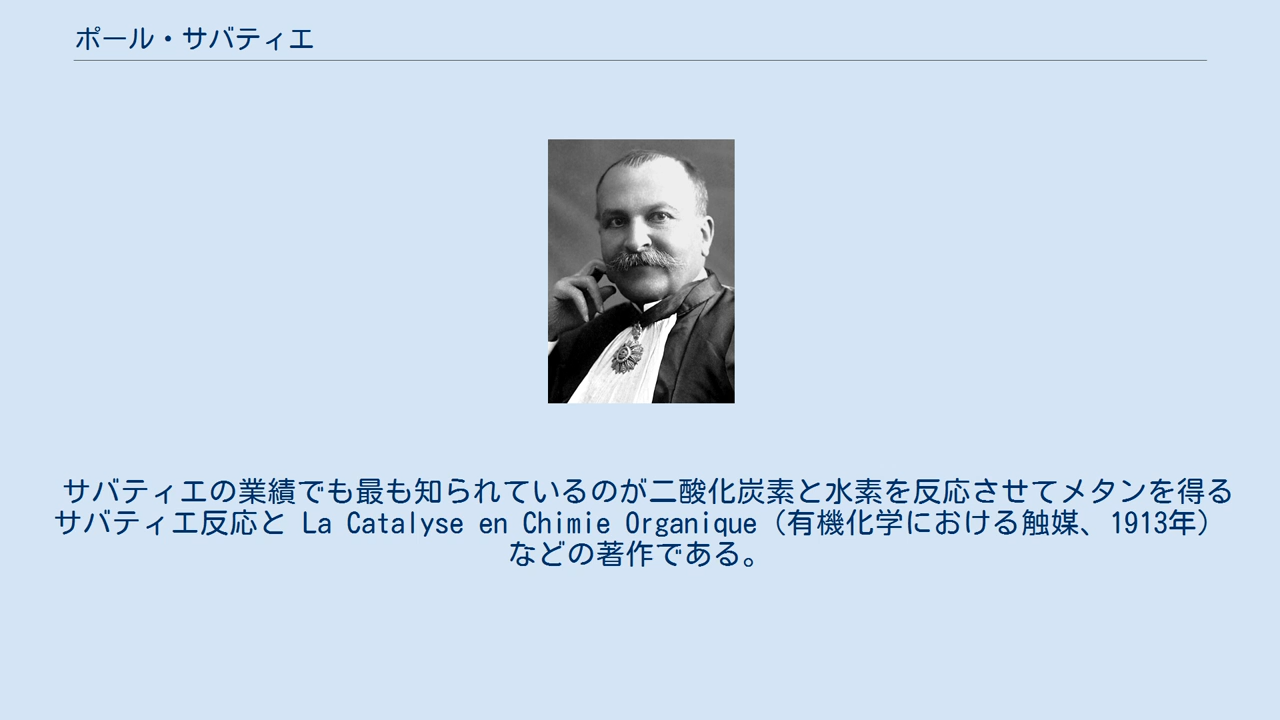 ポール・サバティエ
サバティエの業績でも最も知られているのが二酸化炭素と水素を反応させてメタンを得る
サバティエ反応と La Catalyse en Chimie Organique（有機化学における触媒、1913年）
などの著作である。